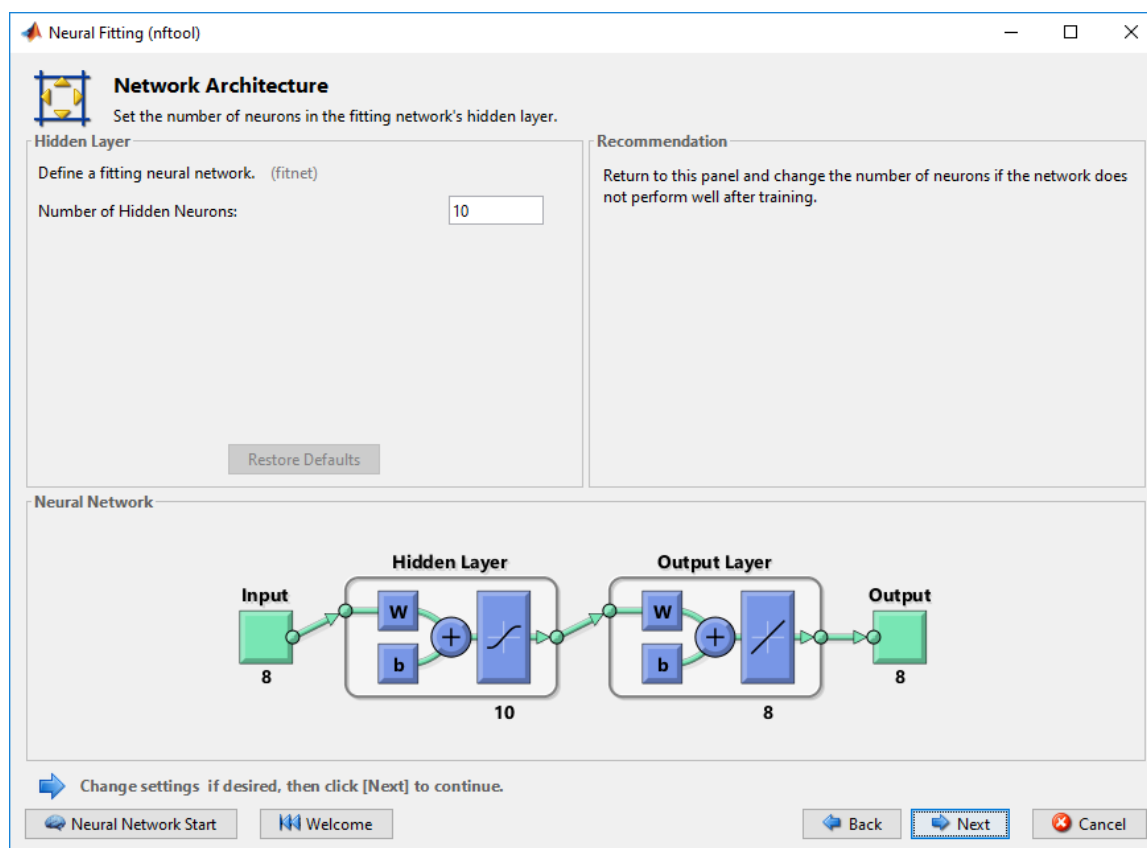 Neural Fitting (nftool)
Network Architecture
Set the number of neurons in the fitting network's hidden layer.
Hidden Layer
Define a fitting neural network. (fitnet)
Number of Hidden Neurons: 10
Restore Defaults
Recommendation
Return to this panel and change the number of neurons if the network does
not perform well after training.
Neural Network
Hidden Layer
Output Layer
Input
Output
W
b
W
b
8
10
8
8
Change settings if desired, then click [Next] to continue.
Neural Network Start
Welcome
Back
Next
Cancel